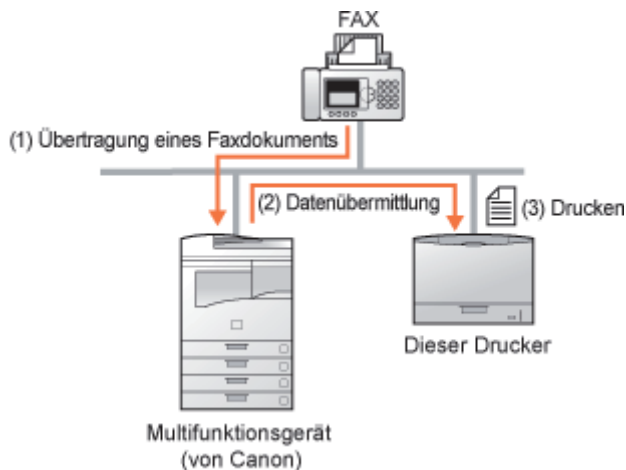 FAX
(1) Übertragung eines Faxdokuments
(2) Datenübermittlung
(3) Drucken
Dieser Drucker
Multifunktionsgerät
(von Canon)